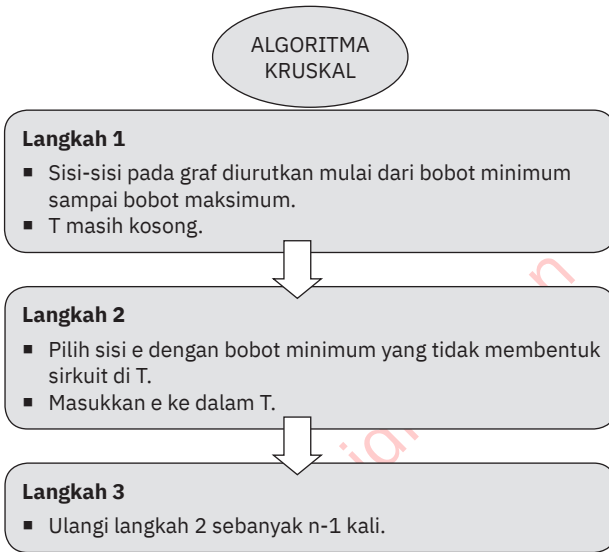 ALGORITMA
KRUSKAL
Langkah 1
▪ Sisi-sisi pada graf diurutkan mulai dari bobot minimum
sampai bobot maksimum.
▪ T masih kosong.
Langkah 2
▪ Pilih sisi e dengan bobot minimum yang tidak membentuk
sirkuit di T.
▪ Masukkan e ke dalam T.
Langkah 3
▪ Ulangi langkah 2 sebanyak n-1 kali.